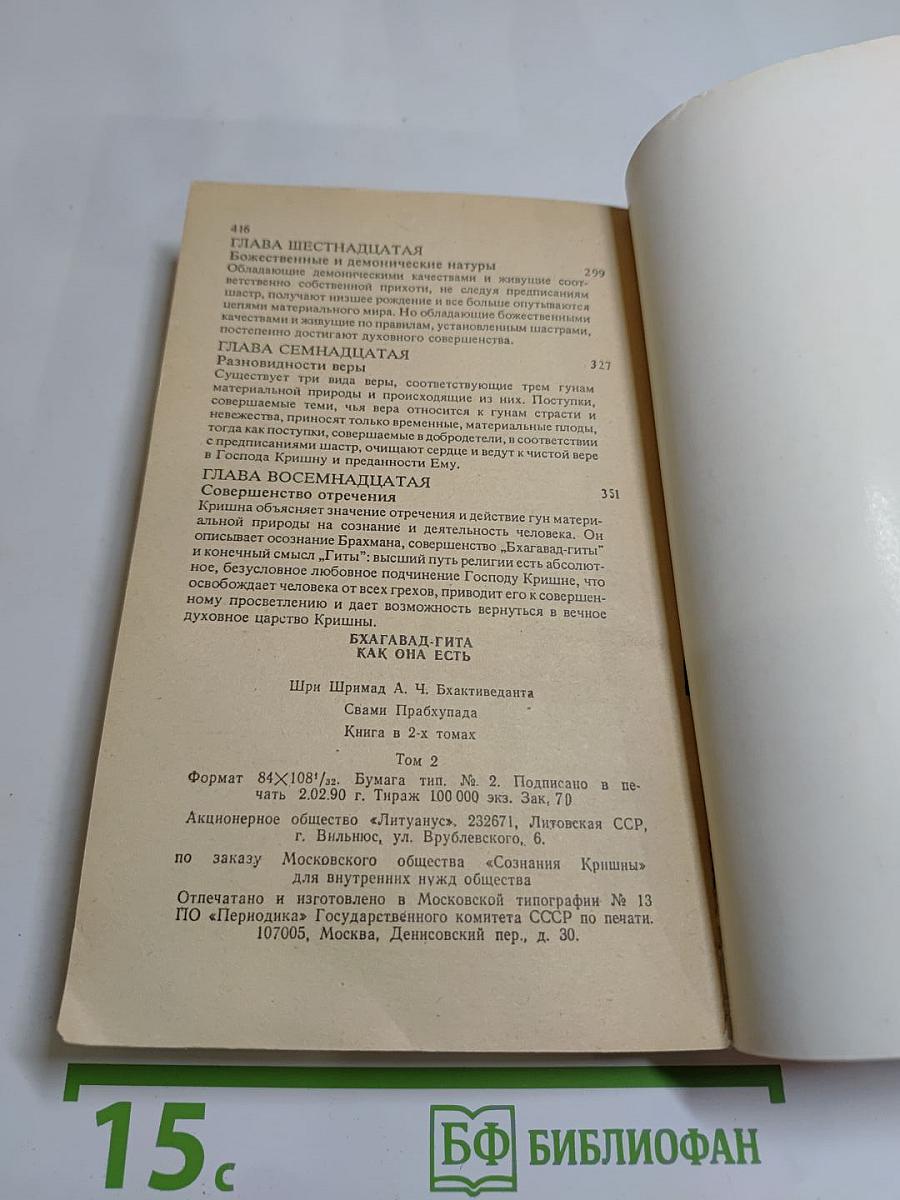 416
ГЛАВА ШЕСТНАДЦАТАЯ
Божественные и демонические натуры 299
Обладающие демоническими качествами и живущие соот-
ветственно собственной прихоти, не следуя предписаниям
шастр, получают низшее рождение и все больше опутываются
цепями материального мира. Но обладающие божественными
качествами и живущие по правилам, установленным шастрами,
постепенно достигают духовного совершенства.
ГЛАВА СЕМНАДЦАТАЯ
Разновидности веры 327
Существует три вида веры, соответствующие трем гунам
материальной природы и происходящие из них. Поступки,
совершаемые теми, чья вера относится к гунам страсти и
невежества, приносят только временные, материальные плоды,
тогда как поступки, совершаемые в добродетели, в соответствии
с предписаниями шастр, очищают сердце и ведут к чистой вере
в Господа Кришну и преданности Ему.
ГЛАВА ВОСЕМНАДЦАТАЯ
Совершенство отречения 351
Кришна объясняет значение отречения и действие гун матери-
альной природы на сознание и деятельность человека. Он
описывает осознание Брахмана, совершенство „Бхагавад-гиты"
и конечный смысл „Гиты": высший путь религии есть абсолют-
ное, безусловное любовное подчинение Господу Кришне, что
освобождает человека от всех грехов, приводит его к совершен-
ному просветлению и дает возможность вернуться в вечное
духовное царство Кришны.
БХАГАВАД-ГИТА
КАК ОНА ЕСТЬ
Шри Шримад А. Ч. Бхактиведанта
Свами Прабхупада
Книга в 2-х томах
Том 2
Формат 84×108¹/₃₂. Бумага тип. № 2. Подписано в пе-
чать 2.02.90 г. Тираж 100 000 экз. Зак, 70
Акционерное общество «Литуанус». 232671, Литовская ССР,
г. Вильнюс, ул. Врублевского, 6.
по заказу Московского общества «Сознания Кришны»
для внутренних нужд общества
Отпечатано и изготовлено в Московской типографии № 13
ПО «Периодика» Государственного комитета СССР по печати.
107005, Москва, Денисовский пер., д. 30.
15 с
БФ БИБЛИОФАН